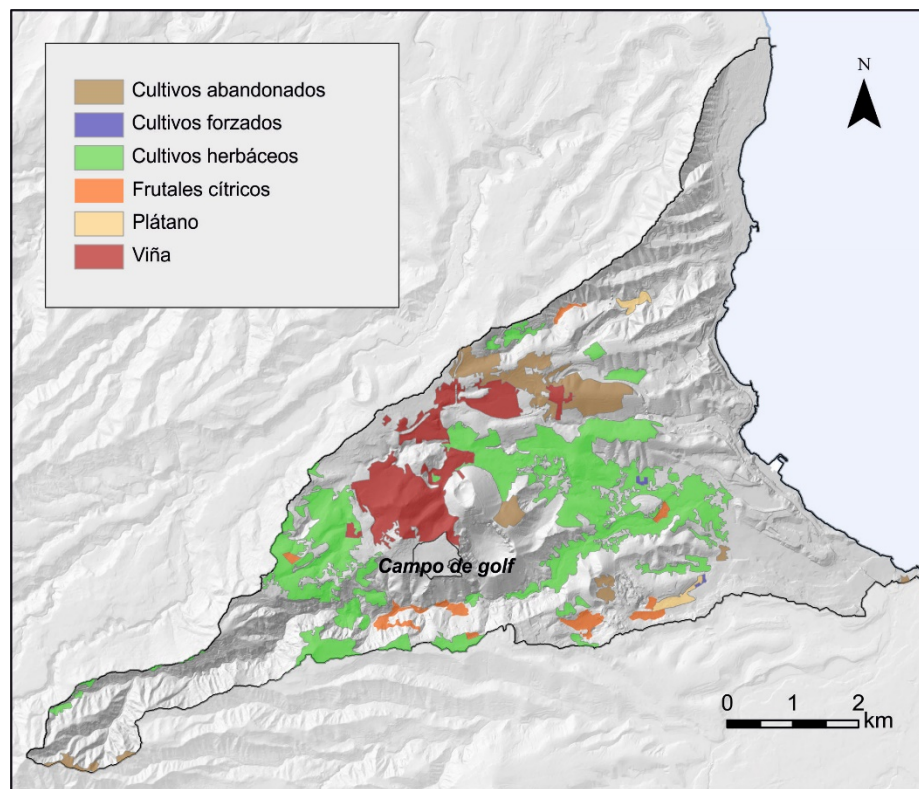 Cultivos abandonados
Cultivos forzados
Cultivos herbáceos
Frutales cítricos
Plátano
Viña
N
Campo de golf
0 1 2
km